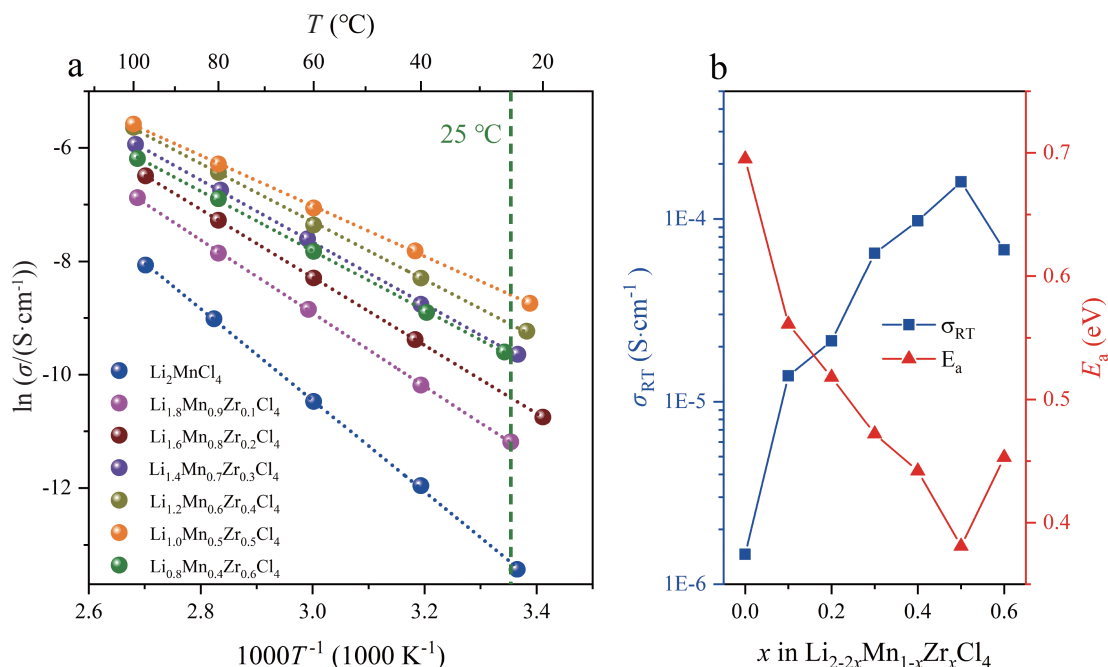 T (°C)
a
100
80
60
40
20
25 °C
ln (σ/(S·cm⁻¹))
-6
-8
-10
-12
Li₂MnCl₄
Li₁.₈Mn₀.₉Zr₀.₁Cl₄
Li₁.₆Mn₀.₈Zr₀.₂Cl₄
Li₁.₄Mn₀.₇Zr₀.₃Cl₄
Li₁.₂Mn₀.₆Zr₀.₄Cl₄
Li₁.₀Mn₀.₅Zr₀.₅Cl₄
Li₀.₈Mn₀.₄Zr₀.₆Cl₄
2.6
2.8
3.0
3.2
3.4
1000T⁻¹ (1000 K⁻¹)
b
σRT (S·cm⁻¹)
1E-4
1E-5
1E-6
σRT
Eₐ
0.7
0.6
0.5
0.4
Eₐ (eV)
0.0
0.2
0.4
0.6
x in Li₂₋₂ₓMn₁₋ₓZrₓCl₄